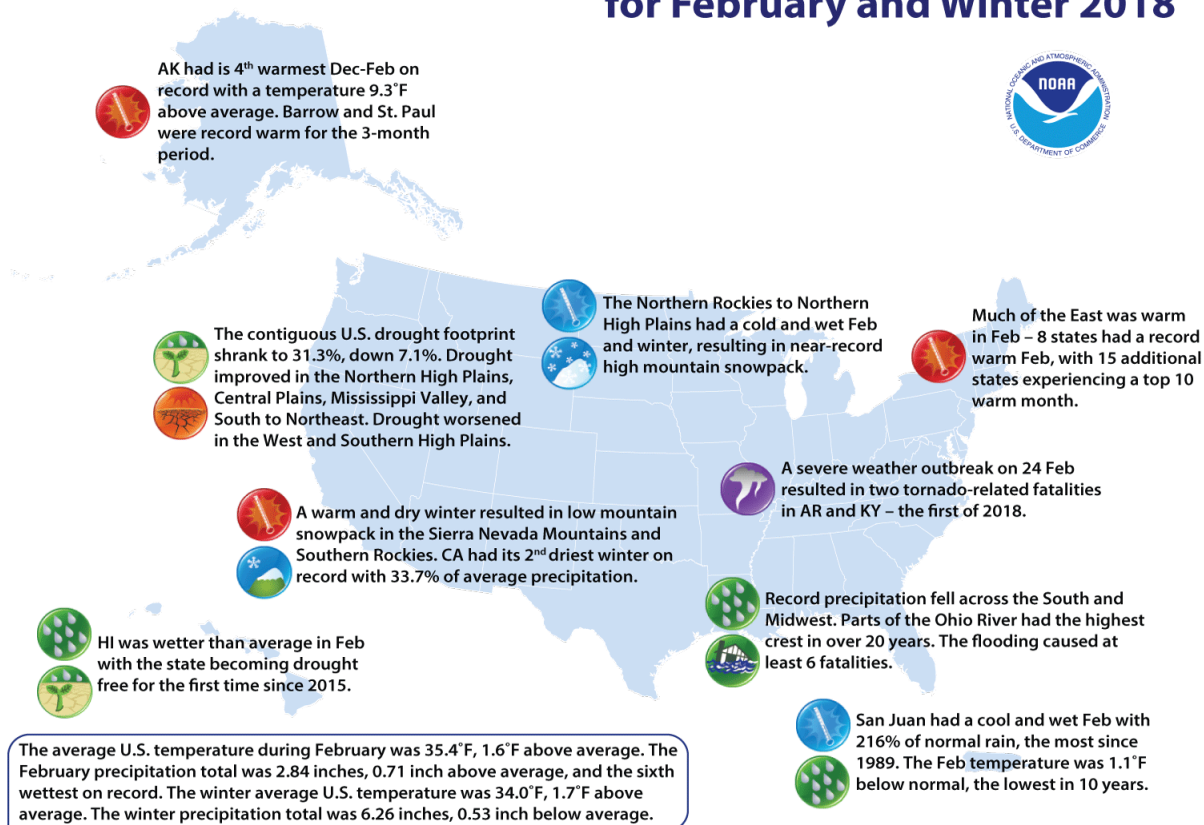 for February and Winter 2018
NATIONAL OCEANIC AND ATMOSPHERIC ADMINISTRATION
NOAA
U.S. DEPARTMENT OF COMMERCE
AK had is 4th warmest Dec-Feb on
record with a temperature 9.3˚F
above average. Barrow and St. Paul
were record warm for the 3-month
period.
The Northern Rockies to Northern
High Plains had a cold and wet Feb
and winter, resulting in near-record
high mountain snowpack.
Much of the East was warm
in Feb – 8 states had a record
warm Feb, with 15 additional
states experiencing a top 10
warm month.
The contiguous U.S. drought footprint
shrank to 31.3%, down 7.1%. Drought
improved in the Northern High Plains,
Central Plains, Mississippi Valley, and
South to Northeast. Drought worsened
in the West and Southern High Plains.
A severe weather outbreak on 24 Feb
resulted in two tornado-related fatalities
in AR and KY – the first of 2018.
A warm and dry winter resulted in low mountain
snowpack in the Sierra Nevada Mountains and
Southern Rockies. CA had its 2nd driest winter on
record with 33.7% of average precipitation.
Record precipitation fell across the South and
Midwest. Parts of the Ohio River had the highest
crest in over 20 years. The flooding caused at
least 6 fatalities.
HI was wetter than average in Feb
with the state becoming drought
free for the first time since 2015.
San Juan had a cool and wet Feb with
216% of normal rain, the most since
1989. The Feb temperature was 1.1˚F
below normal, the lowest in 10 years.
The average U.S. temperature during February was 35.4˚F, 1.6˚F above average. The
February precipitation total was 2.84 inches, 0.71 inch above average, and the sixth
wettest on record. The winter average U.S. temperature was 34.0˚F, 1.7˚F above
average. The winter precipitation total was 6.26 inches, 0.53 inch below average.